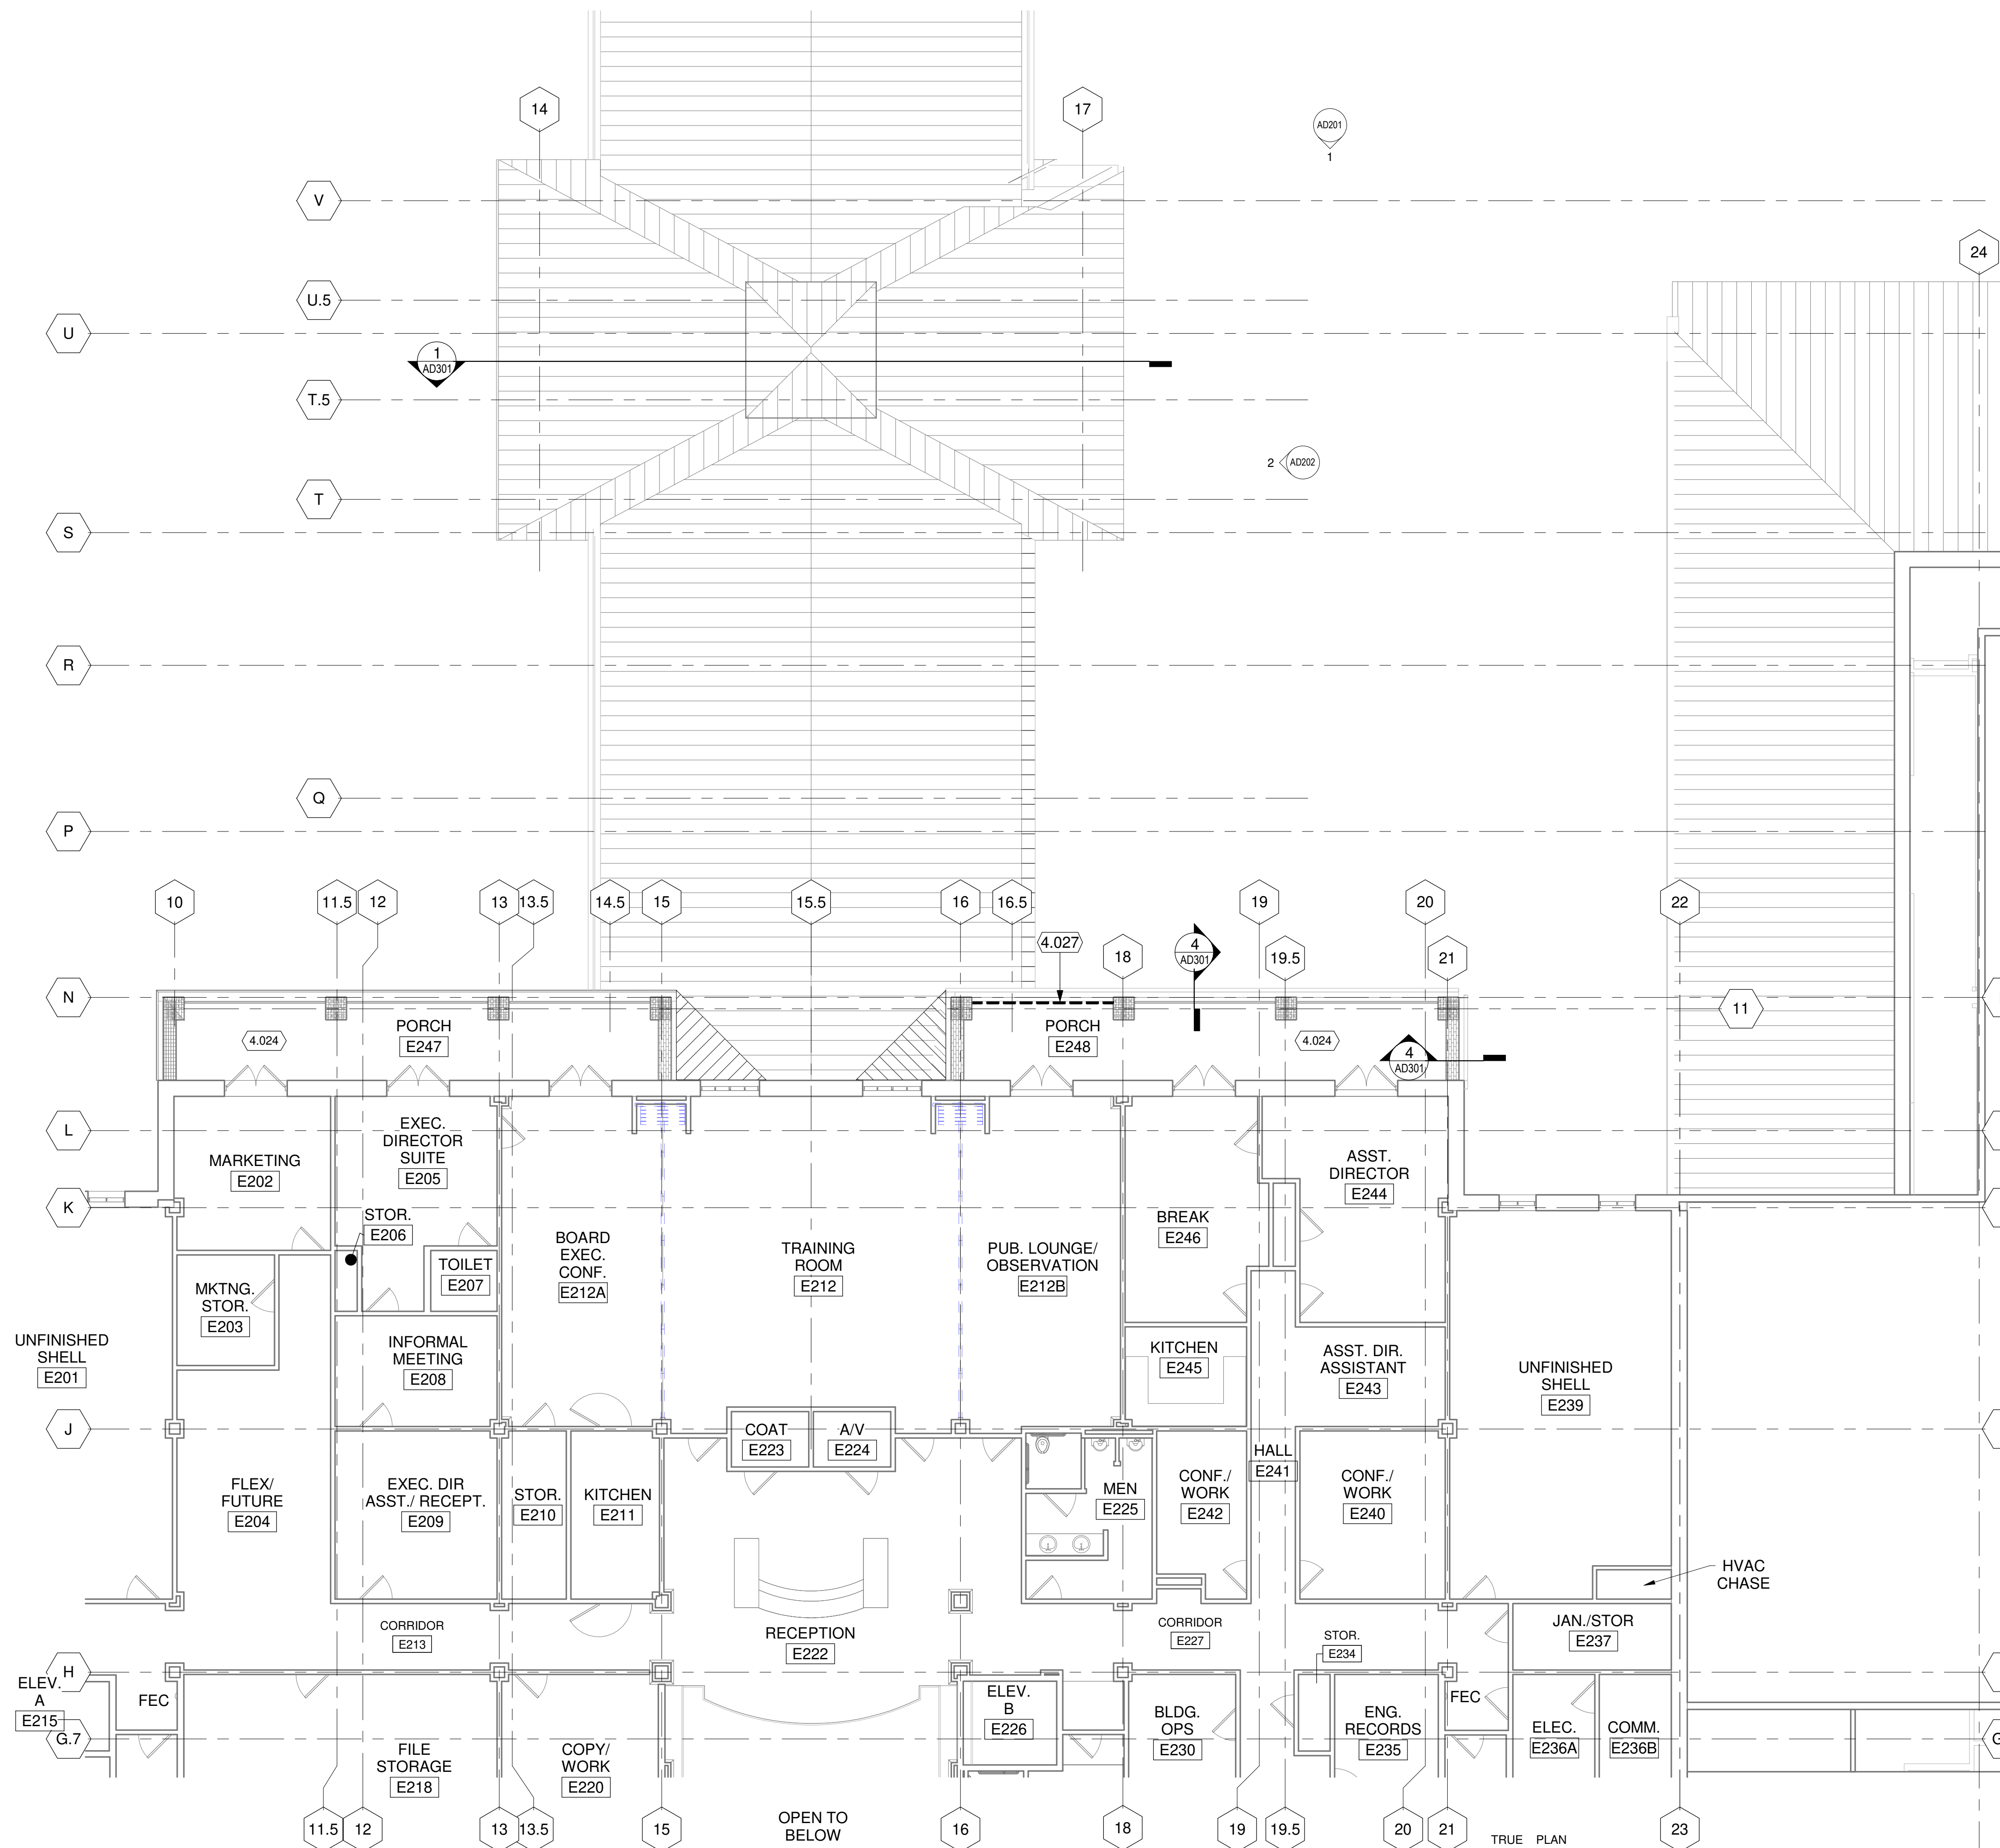 14
17
AD201
1
V
24
U.5
U
1
AD301
T.5
2
AD202
T
S
R
Q
P
10
11.5
12
13
13.5
14.5
15
15.5
16
16.5
19
20
22
4.027
18
4
AD301
19.5
21
N
11
PORCH
E247
4.024
PORCH
E248
4.024
4
AD301
L
EXEC.
DIRECTOR
SUITE
E205
MARKETING
E202
ASST.
DIRECTOR
E244
K
STOR.
E206
BREAK
E246
BOARD
EXEC.
CONF.
E212A
TRAINING
ROOM
E212
PUB. LOUNGE/
OBSERVATION
E212B
TOILET
E207
MKTNG.
STOR.
E203
UNFINISHED
SHELL
E201
INFORMAL
MEETING
E208
KITCHEN
E245
ASST. DIR.
ASSISTANT
E243
UNFINISHED
SHELL
E239
J
COAT
E223
A/V
E224
HALL
E241
FLEX/
FUTURE
E204
EXEC. DIR
ASST./ RECEPT.
E209
STOR.
E210
KITCHEN
E211
MEN
E225
CONF./
WORK
E242
CONF./
WORK
E240
HVAC
CHASE
CORRIDOR
E213
RECEPTION
E222
CORRIDOR
E227
STOR.
E234
JAN./STOR
E237
H
ELEV.
A
E215
FEC
ELEV.
B
E226
BLDG.
OPS
E230
ENG.
RECORDS
E235
FEC
ELEC.
E236A
COMM.
E236B
G.7
G
FILE
STORAGE
E218
COPY/
WORK
E220
OPEN TO
BELOW
11.5
12
13
13.5
15
16
18
19
19.5
20
21
23
TRUE PLAN